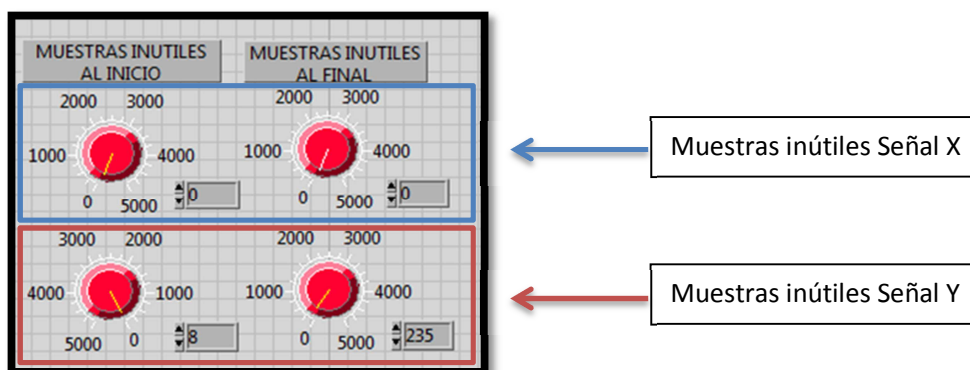 MUESTRAS INUTILES
AL INICIO
MUESTRAS INUTILES
AL FINAL
2000 3000
1000 4000
0 5000 0
2000 3000
1000 4000
0 5000 0
Muestras inútiles Señal X
3000 2000
4000 1000
5000 0 8
2000 3000
1000 4000
0 5000 235
Muestras inútiles Señal Y